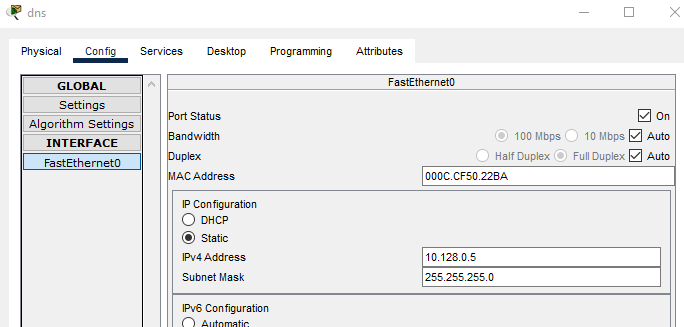 dns
Physical Config Services Desktop Programming Attributes
GLOBAL
Settings
Algorithm Settings
INTERFACE
FastEthernet0
FastEthernet0
Port Status On
Bandwidth 100 Mbps 10 Mbps Auto
Duplex Half Duplex Full Duplex Auto
MAC Address 000C.CF50.22BA
IP Configuration
DHCP
Static
IPv4 Address 10.128.0.5
Subnet Mask 255.255.255.0
IPv6 Configuration
Automatic